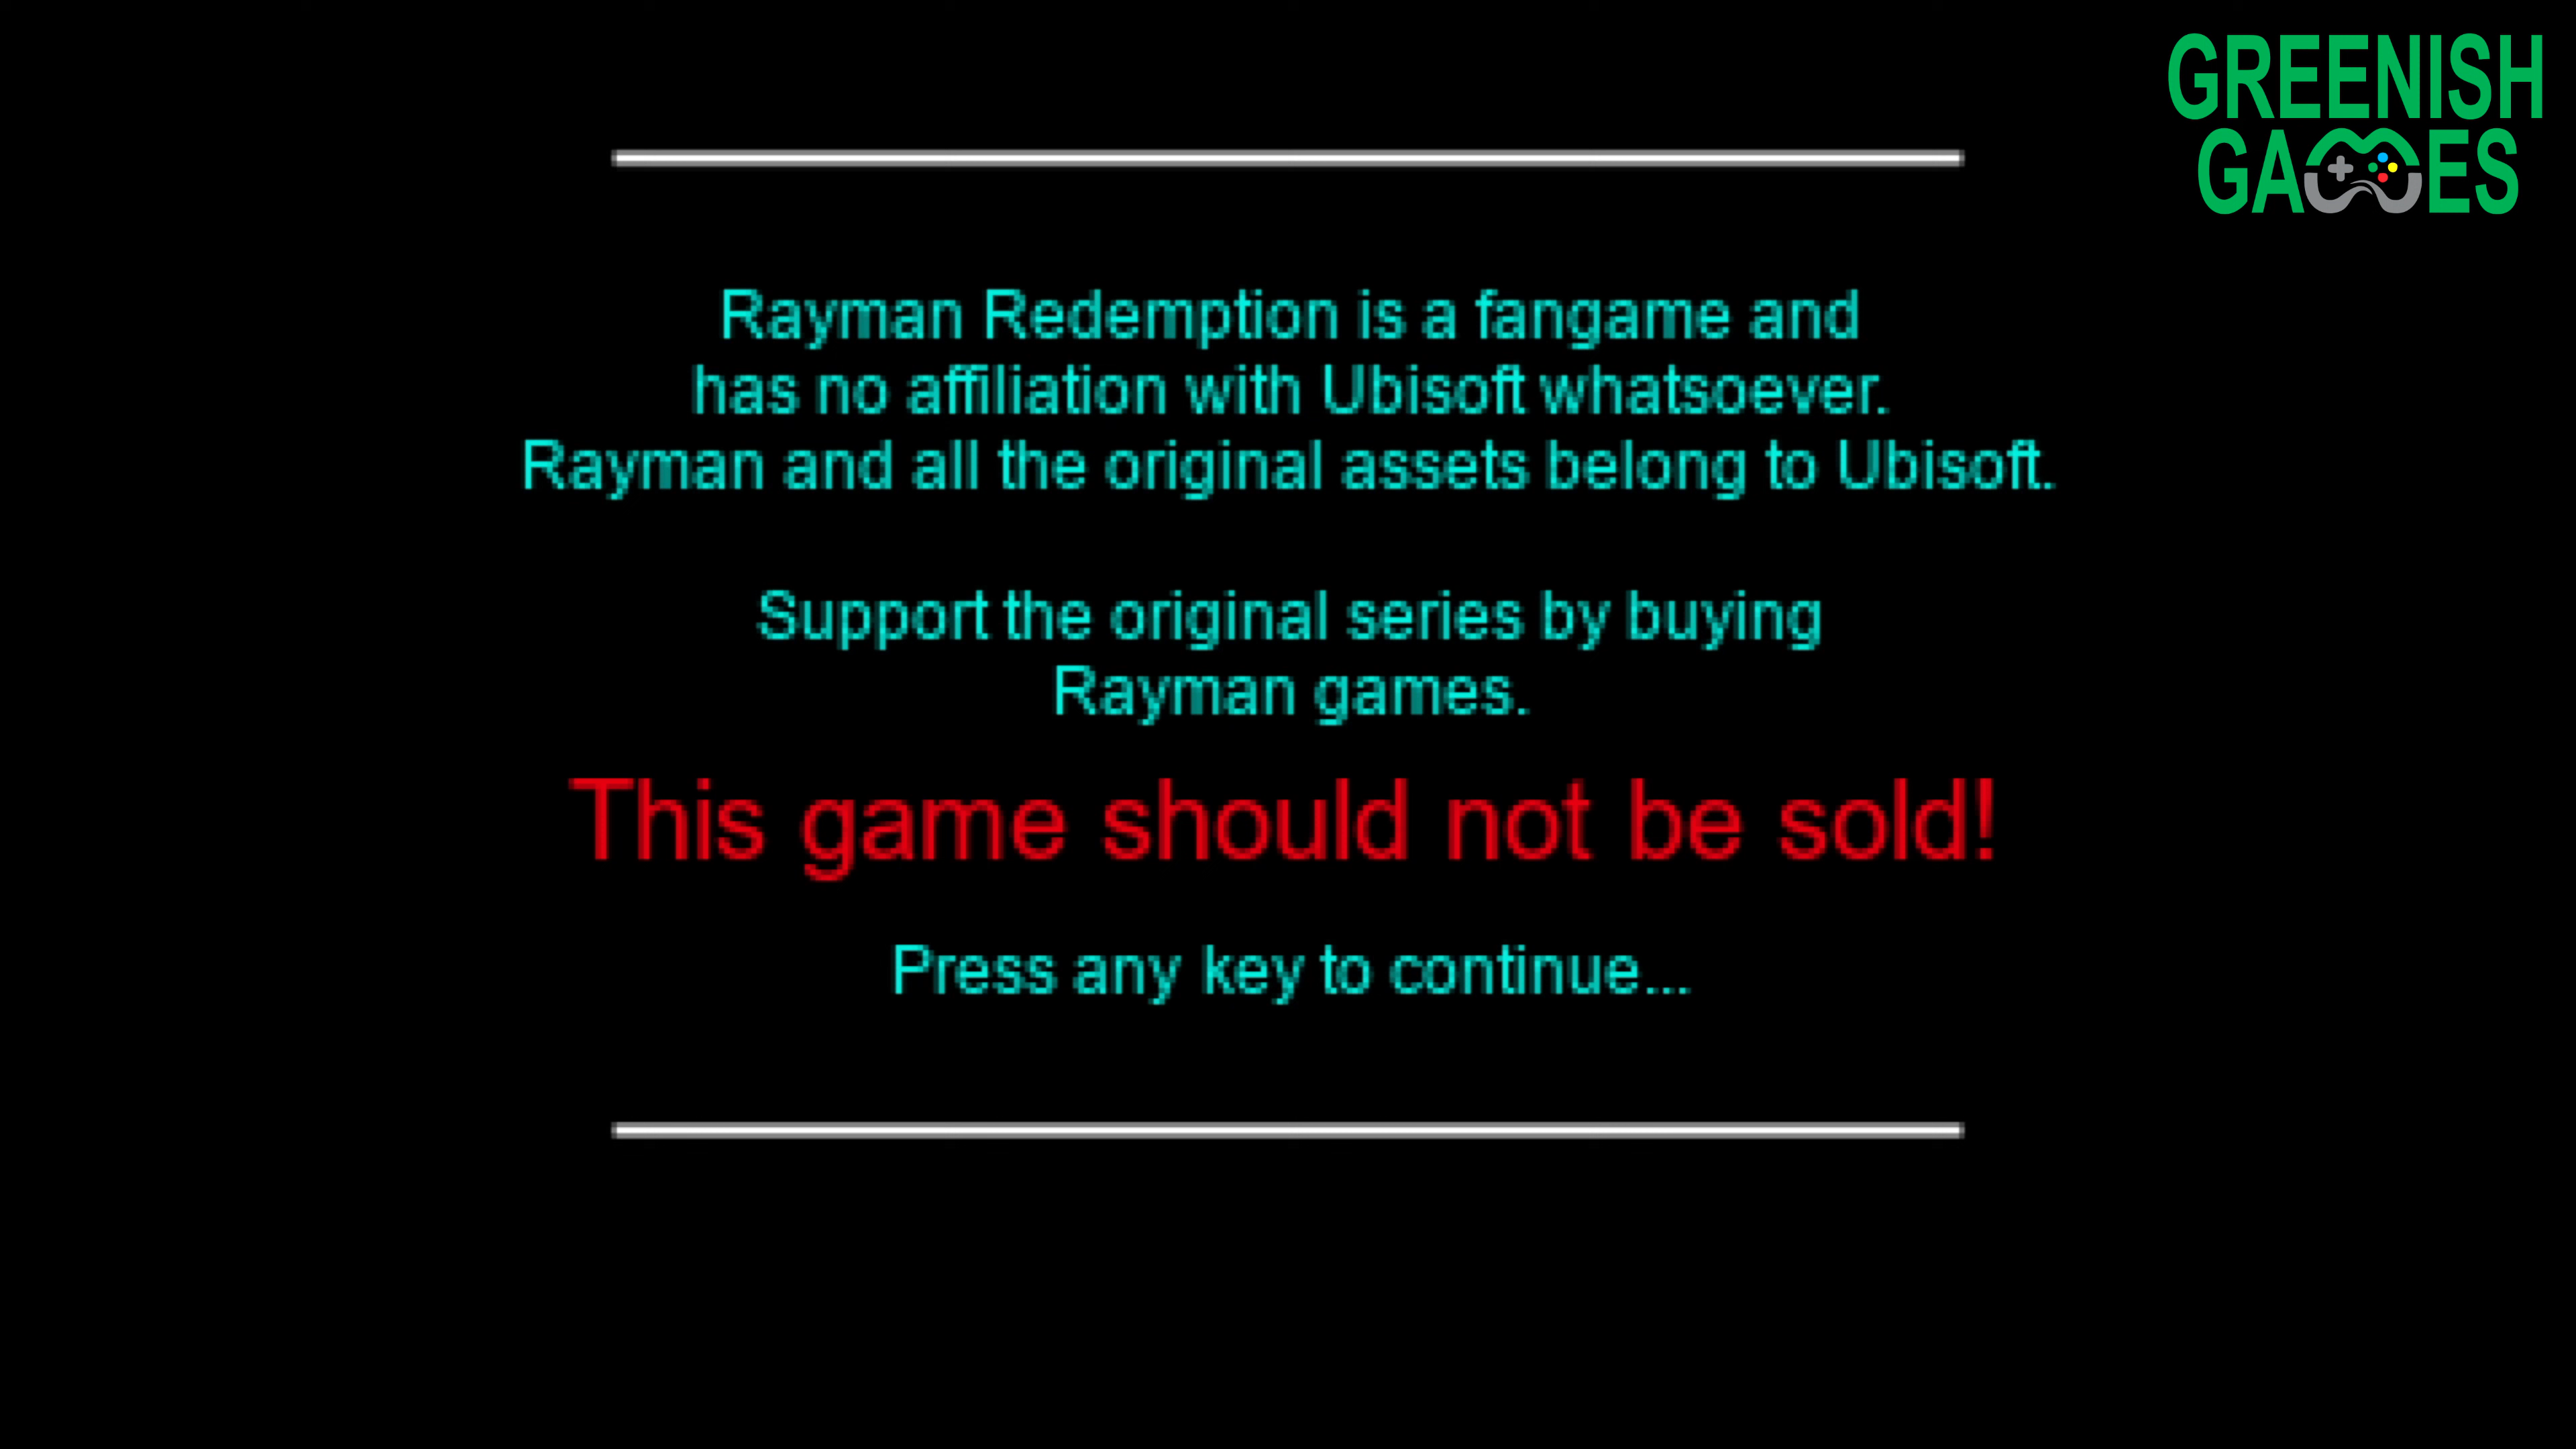 GREENISH
GAMES
Rayman Redemption is a fangame and
has no affiliation with Ubisoft whatsoever.
Rayman and all the original assets belong to Ubisoft.
Support the original series by buying
Rayman games.
This game should not be sold!
Press any key to continue...